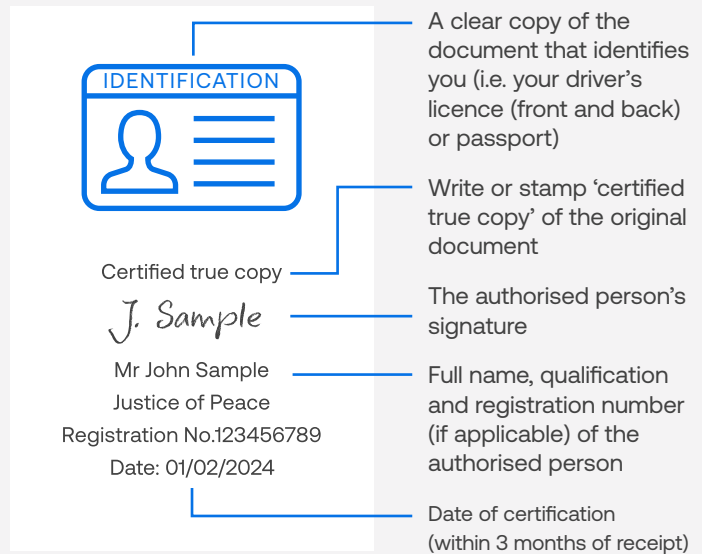 IDENTIFICATION
Certified true copy
J. Sample
Mr John Sample
Justice of Peace
Registration No.123456789
Date: 01/02/2024
A clear copy of the
document that identifies
you (i.e. your driver’s
licence (front and back)
or passport)
Write or stamp ‘certified
true copy’ of the original
document
The authorised person’s
signature
Full name, qualification
and registration number
(if applicable) of the
authorised person
Date of certification
(within 3 months of receipt)